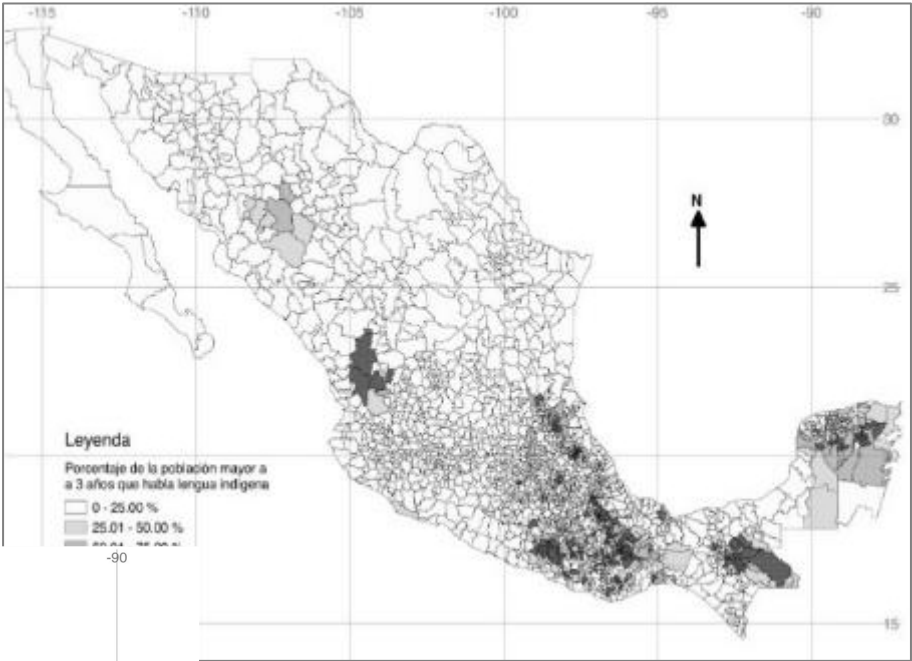 -115 -110 -105 -100 -95 -90
30
N
25
Leyenda
Porcentaje de la población mayor a
a 3 años que habla lengua indígena
0 - 25.00 %
25.01 - 50.00 %
-90
15